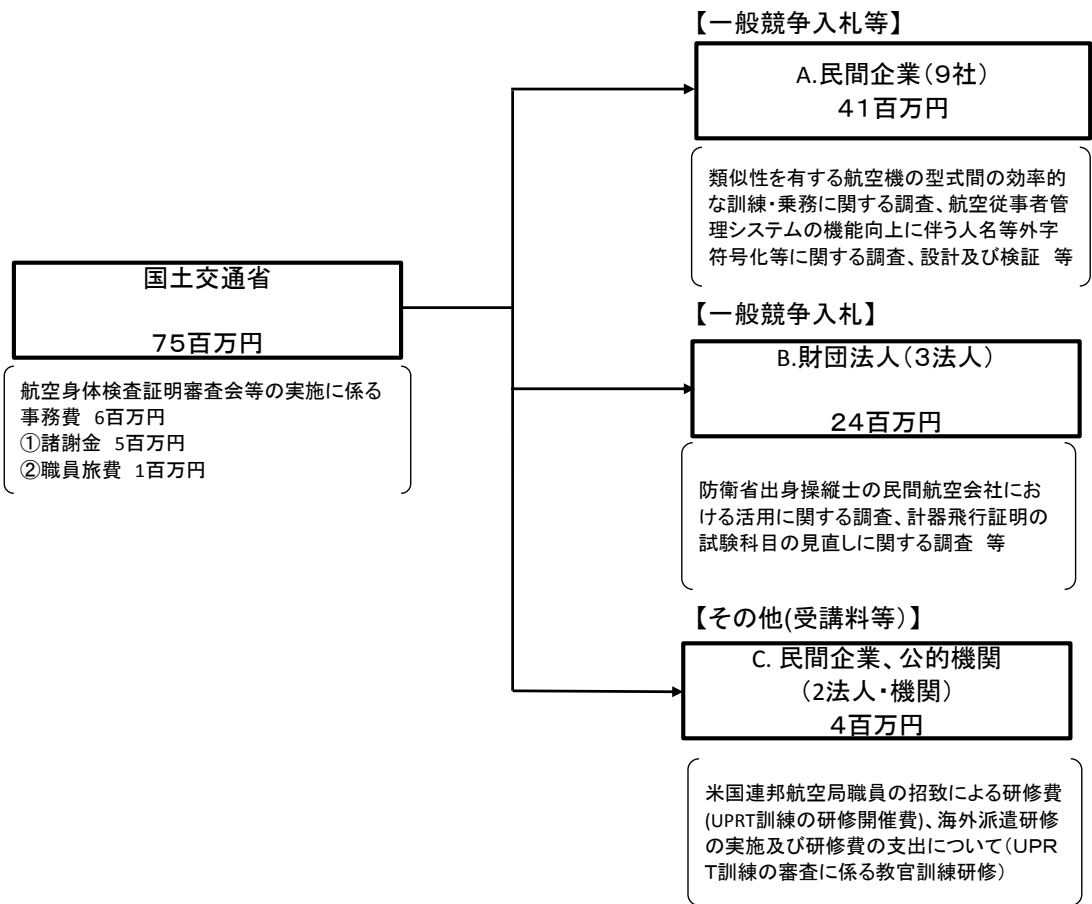 国土交通省
75百万円
航空身体検査証明審査会等の実施に係る
事務費 6百万円
①諸謝金 5百万円
②職員旅費 1百万円
【一般競争入札等】
A.民間企業(9社)
41百万円
類似性を有する航空機の型式間の効率的
な訓練・乗務に関する調査、航空従事者管
理システムの機能向上に伴う人名等外字
符号化等に関する調査、設計及び検証 等
【一般競争入札】
B.財団法人(3法人)
24百万円
防衛省出身操縦士の民間航空会社にお
ける活用に関する調査、計器飛行証明の
試験科目の見直しに関する調査 等
【その他(受講料等)】
C. 民間企業、公的機関
(2法人・機関)
4百万円
米国連邦航空局職員の招致による研修費
(UPRT訓練の研修開催費)、海外派遣研修
の実施及び研修費の支出について(UPR
T訓練の審査に係る教官訓練研修)